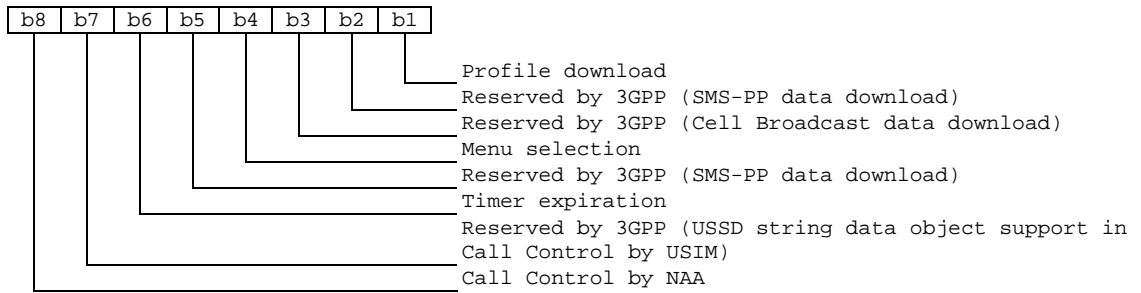 b8 b7 b6 b5 b4 b3 b2 b1
Profile download
Reserved by 3GPP (SMS-PP data download)
Reserved by 3GPP (Cell Broadcast data download)
Menu selection
Reserved by 3GPP (SMS-PP data download)
Timer expiration
Reserved by 3GPP (USSD string data object support in
Call Control by USIM)
Call Control by NAA